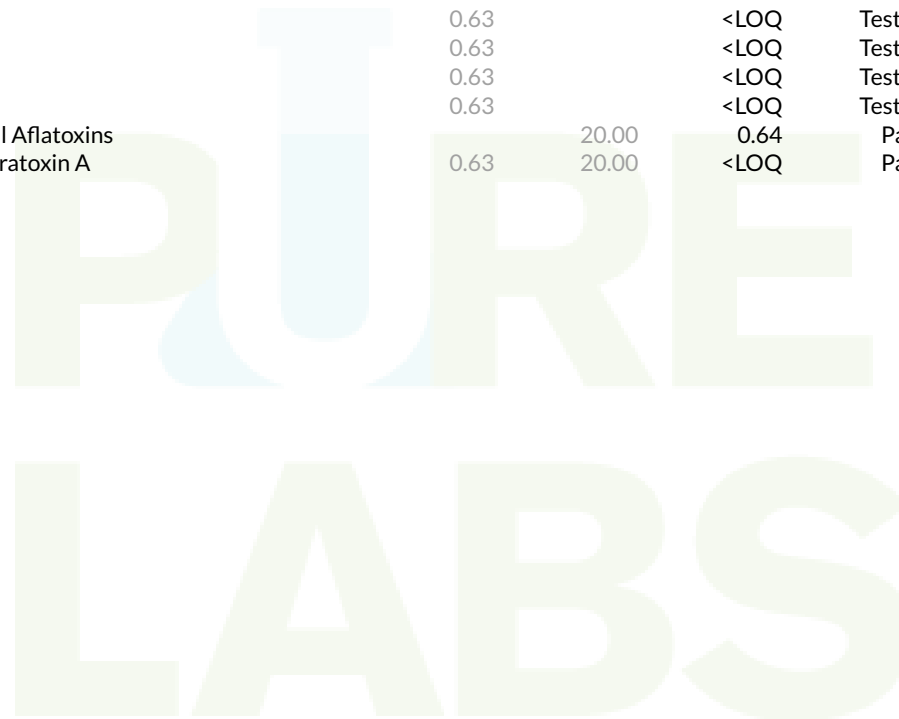 0.63 <LOQ Test
0.63 <LOQ Test
0.63 <LOQ Test
0.63 <LOQ Test
l Aflatoxins 20.00 0.64 Pa
ratoxin A 0.63 20.00 <LOQ Pa
PURE
LABS